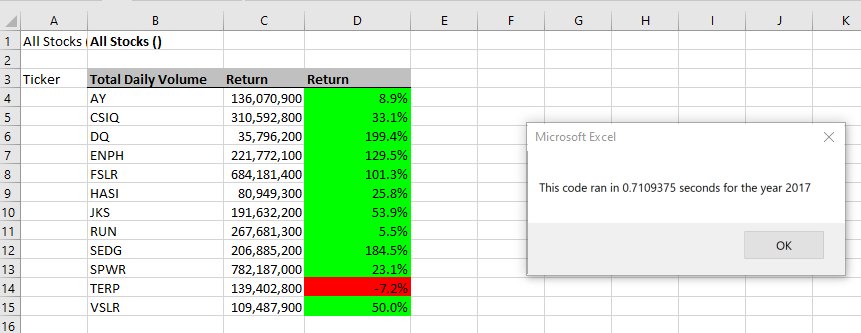 A B C D E F G H I J K
1 All Stocks ( All Stocks ()
2
3 Ticker Total Daily Volume Return Return
4 AY 136,070,900 8.9%
5 CSIQ 310,592,800 33.1%
6 DQ 35,796,200 199.4%
7 ENPH 221,772,100 129.5%
8 FSLR 684,181,400 101.3%
9 HASI 80,949,300 25.8%
10 JKS 191,632,200 53.9%
11 RUN 267,681,300 5.5%
12 SEDG 206,885,200 184.5%
13 SPWR 782,187,000 23.1%
14 TERP 139,402,800 -7.2%
15 VSLR 109,487,900 50.0%
16
Microsoft Excel
This code ran in 0.7109375 seconds for the year 2017
OK